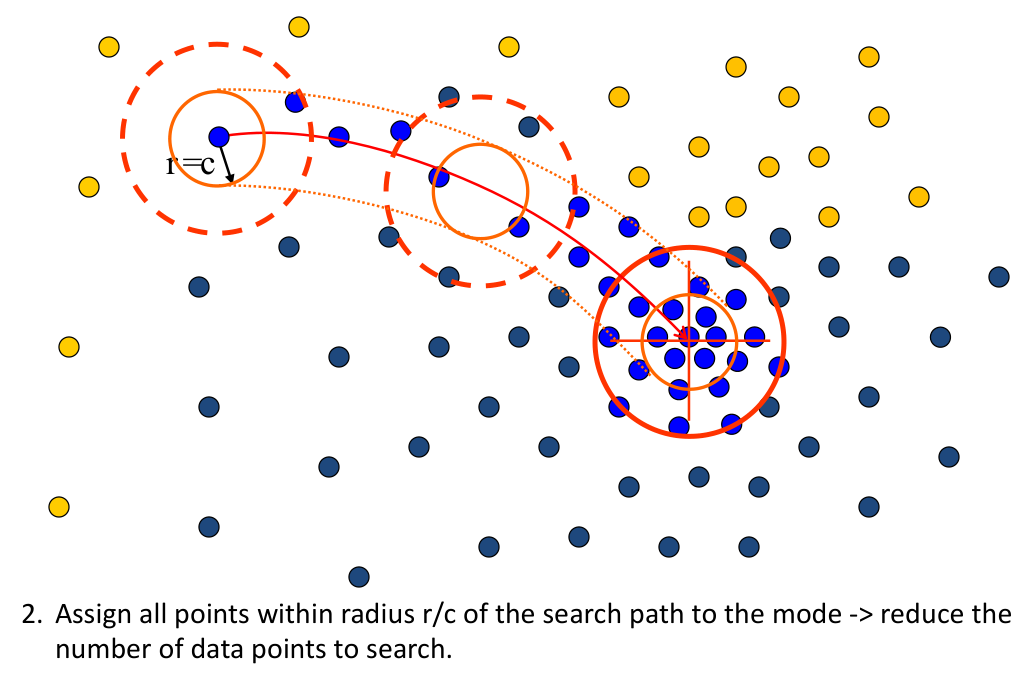 r=c
2. Assign all points within radius r/c of the search path to the mode -> reduce the
number of data points to search.